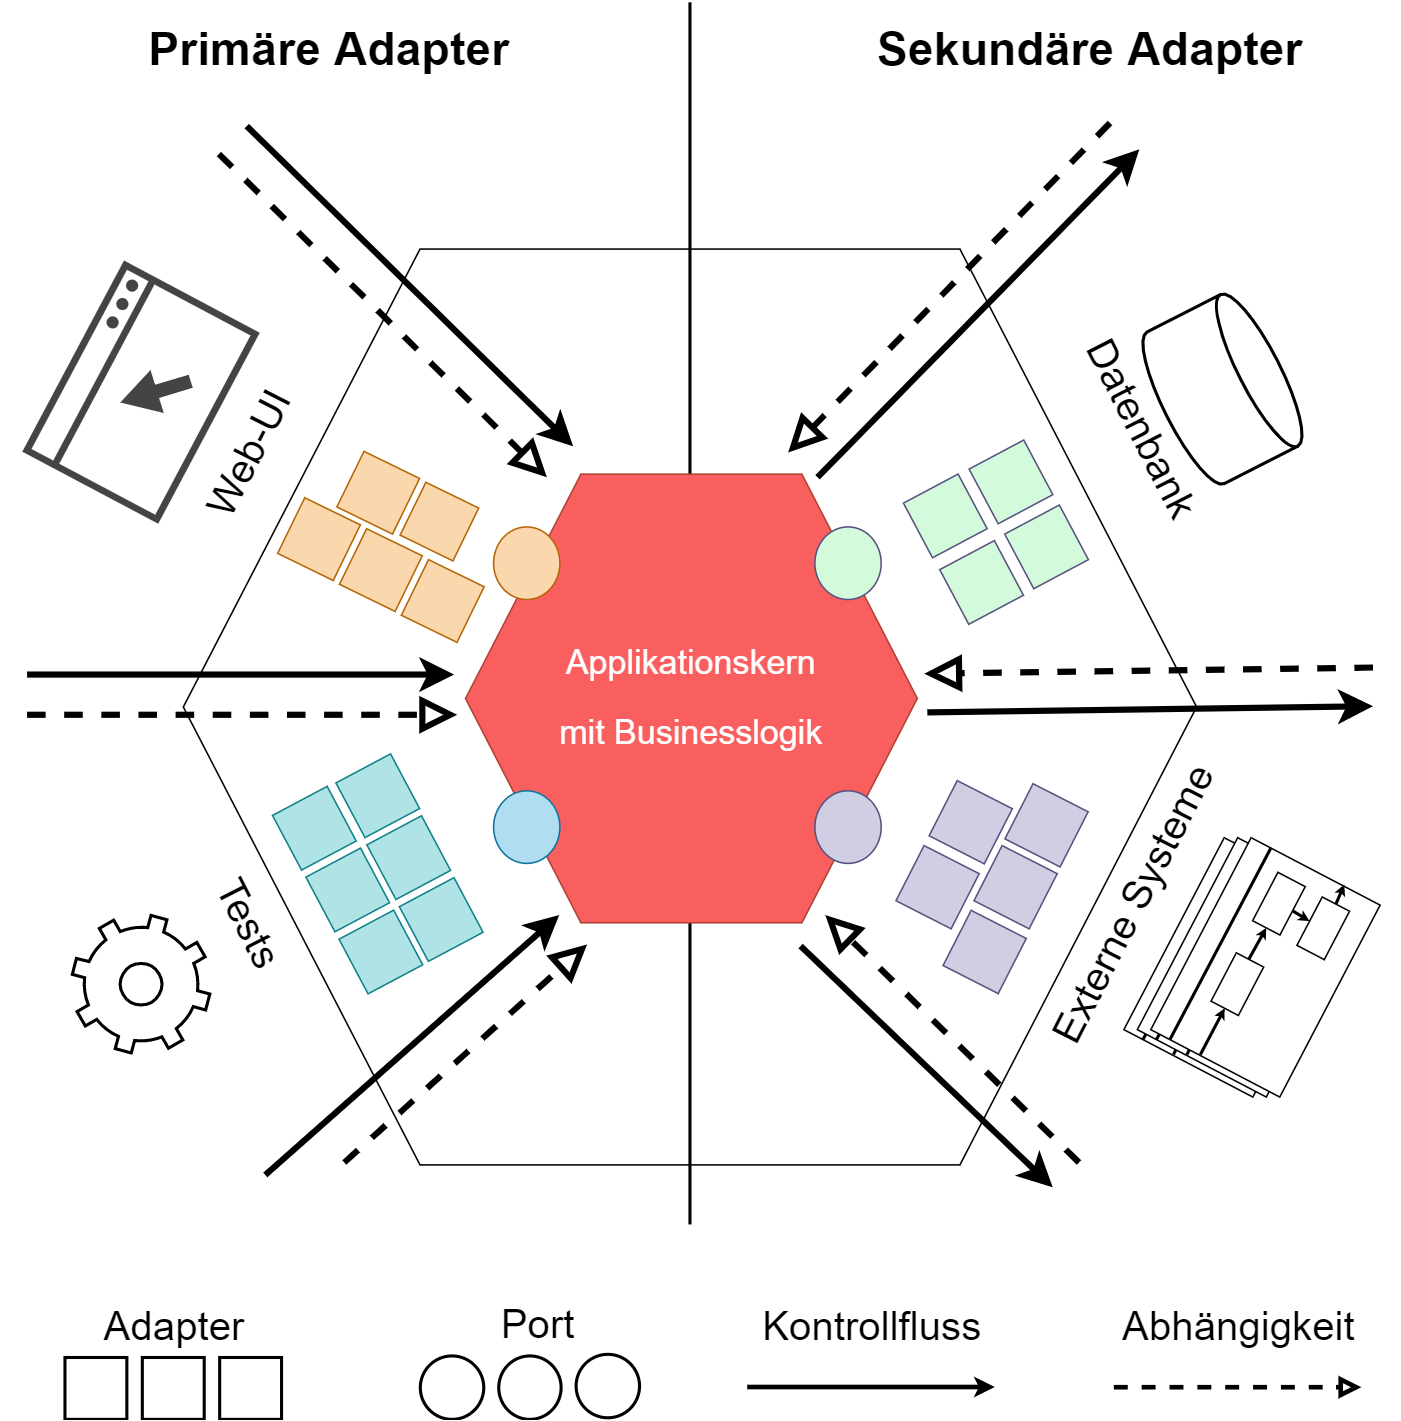 Primäre Adapter
Sekundäre Adapter
Web-UI
Datenbank
Applikationskern
mit Businesslogik
Tests
Externe Systeme
Adapter
Port
Kontrollfluss
Abhängigkeit